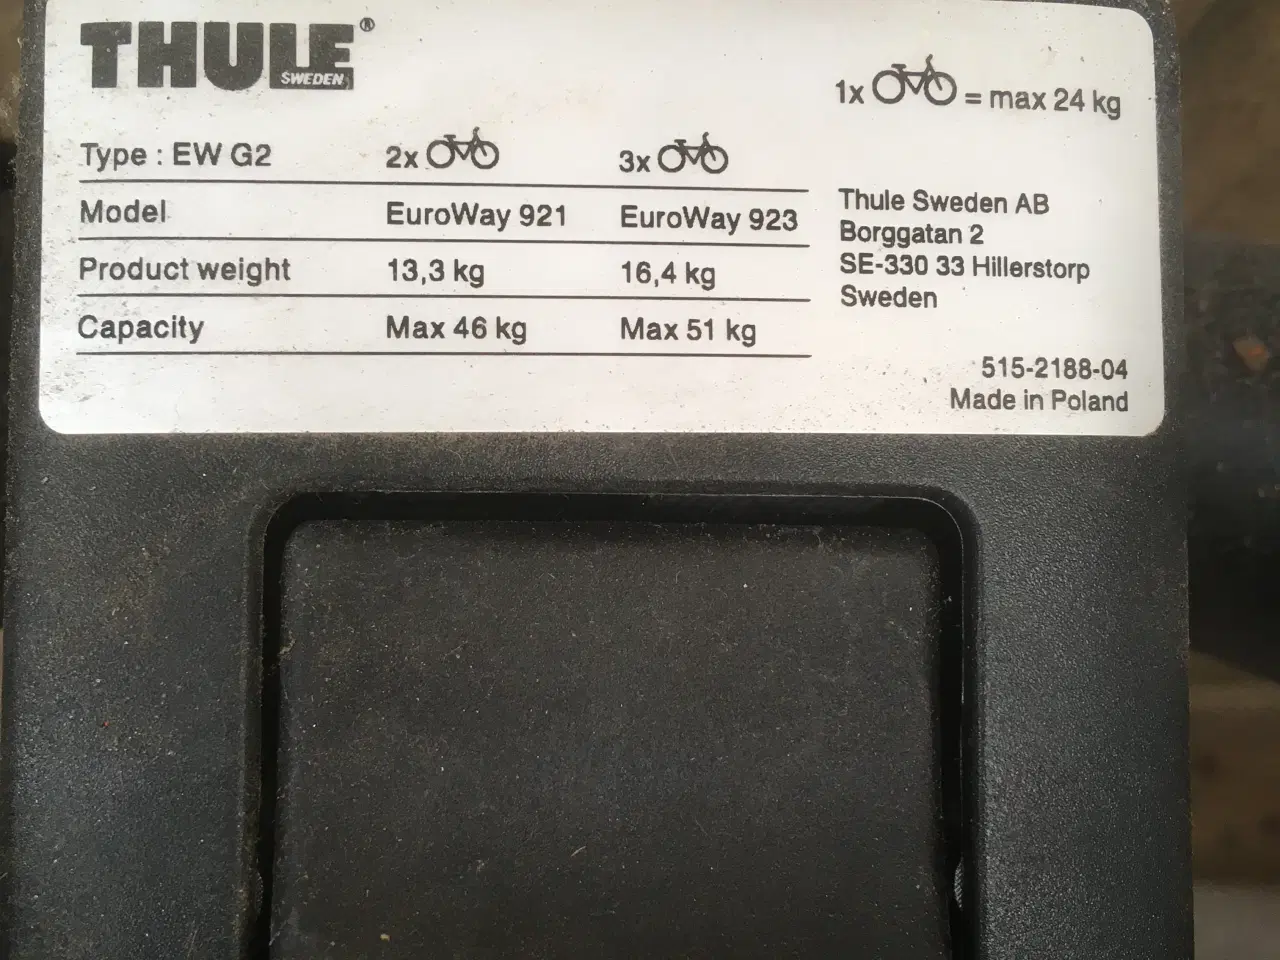 THULE®
SWEDEN
1x = max 24 kg
Type : EW G2 2x 3x
Model EuroWay 921 EuroWay 923
Product weight 13,3 kg 16,4 kg
Capacity Max 46 kg Max 51 kg
Thule Sweden AB
Borggatan 2
SE-330 33 Hillerstorp
Sweden
515-2188-04
Made in Poland